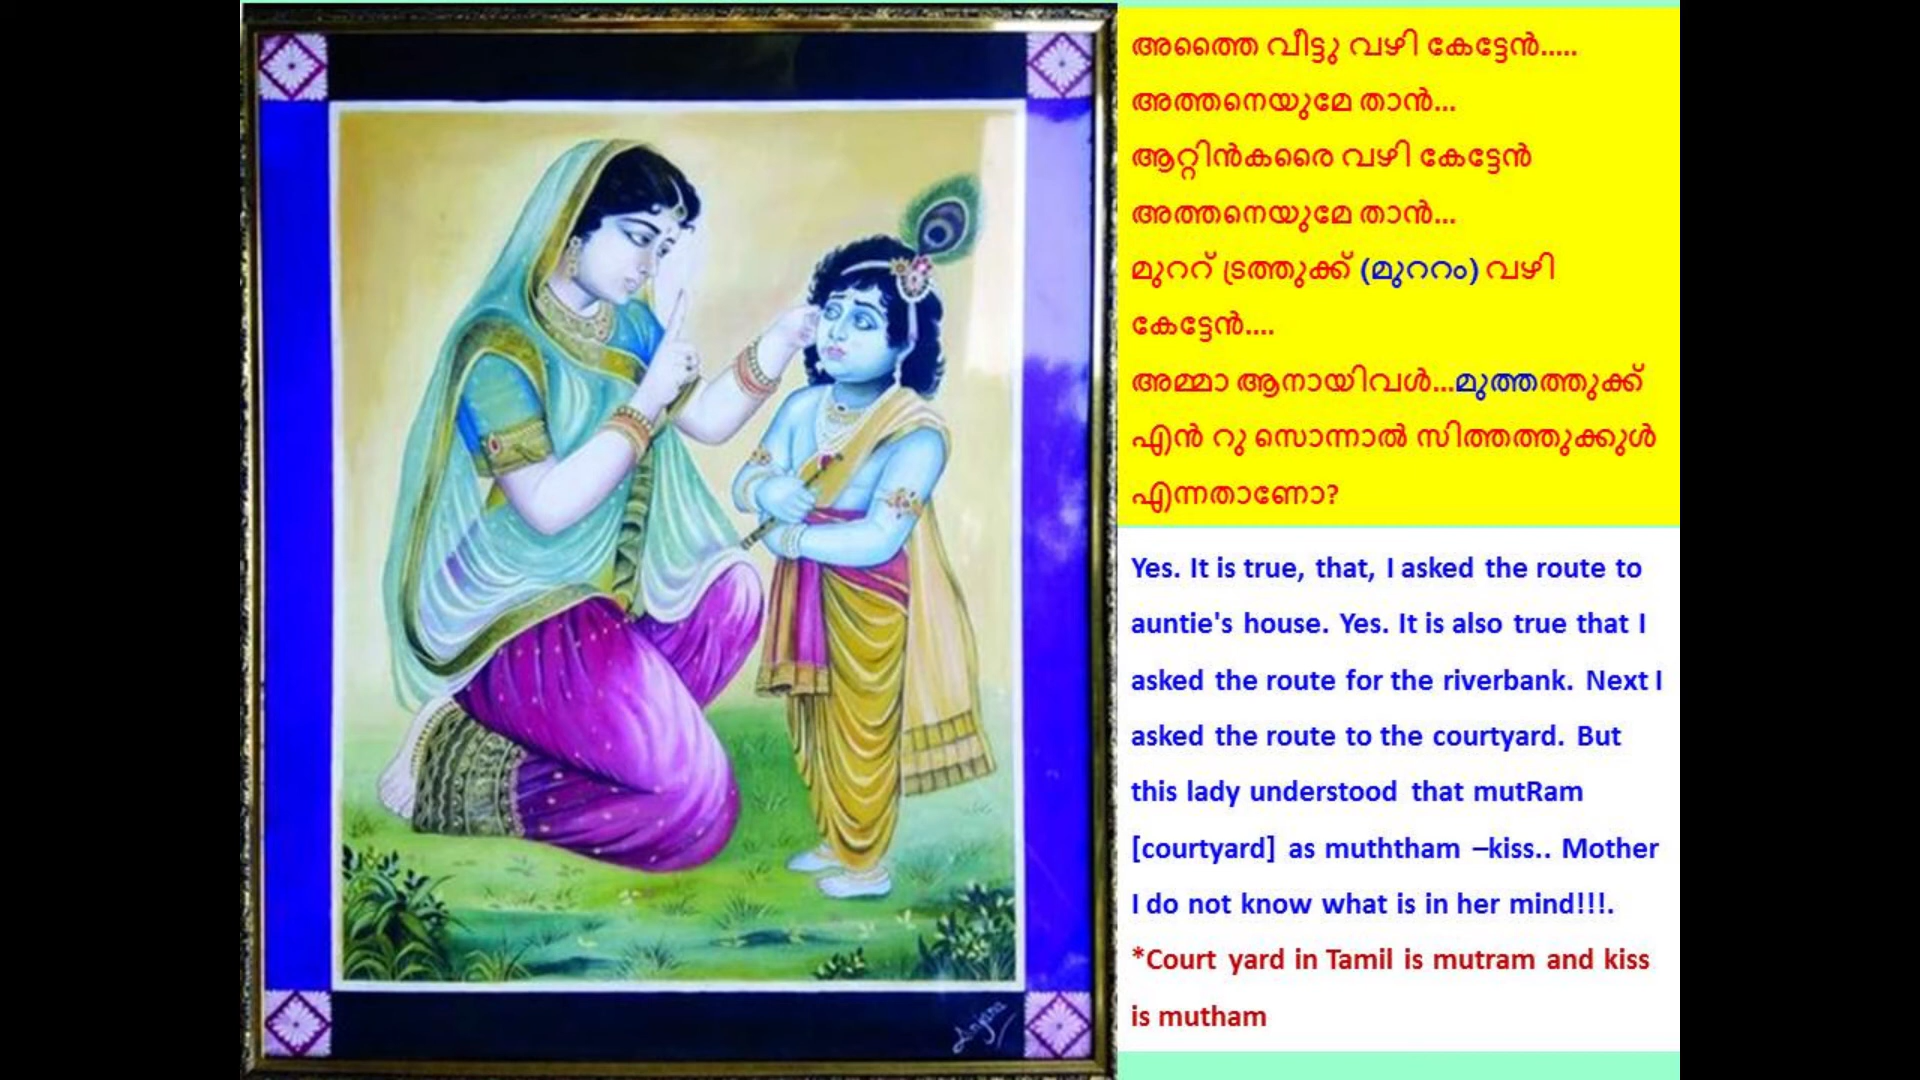 അത്തൈ വീട്ടു വഴി കേട്ടേൻ.....
അത്തനെയുമേ താൻ...
ആറ്റിൻകരൈ വഴി കേട്ടേൻ
അത്തനെയുമേ താൻ...
മുററ് ട്രത്തുക്ക് (മുററം) വഴി
കേട്ടേൻ....
അമ്മാ ആനായിവൾ...മുത്തത്തുക്ക്
എൻ റു സൊന്നാൽ സിത്തത്തുക്കുൾ
എന്നതാണോ?
Yes. It is true, that, I asked the route to
auntie's house. Yes. It is also true that I
asked the route for the riverbank. Next I
asked the route to the courtyard. But
this lady understood that mutRam
[courtyard] as muththam –kiss.. Mother
I do not know what is in her mind!!!.
*Court yard in Tamil is mutram and kiss
is mutham
Anjana